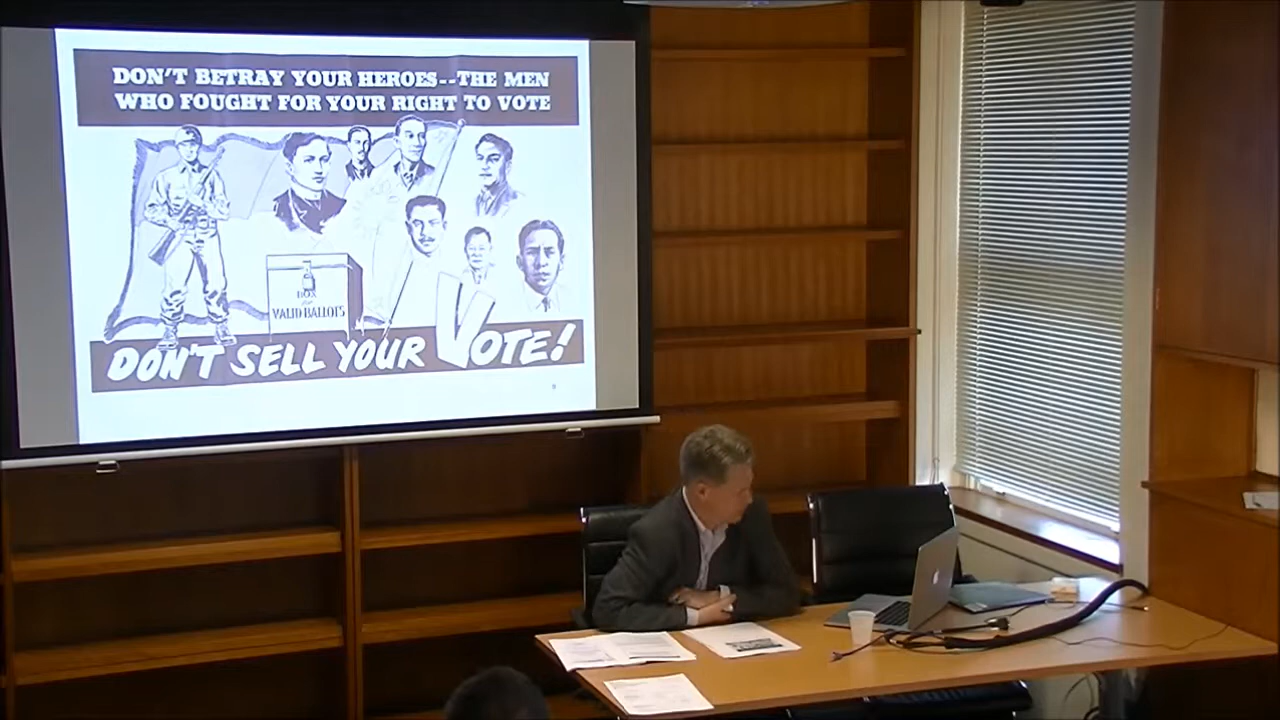 DON'T BETRAY YOUR HEROES--THE MEN
WHO FOUGHT FOR YOUR RIGHT TO VOTE
BOX
FOR
VALID BALLOTS
DON'T SELL YOUR VOTE!